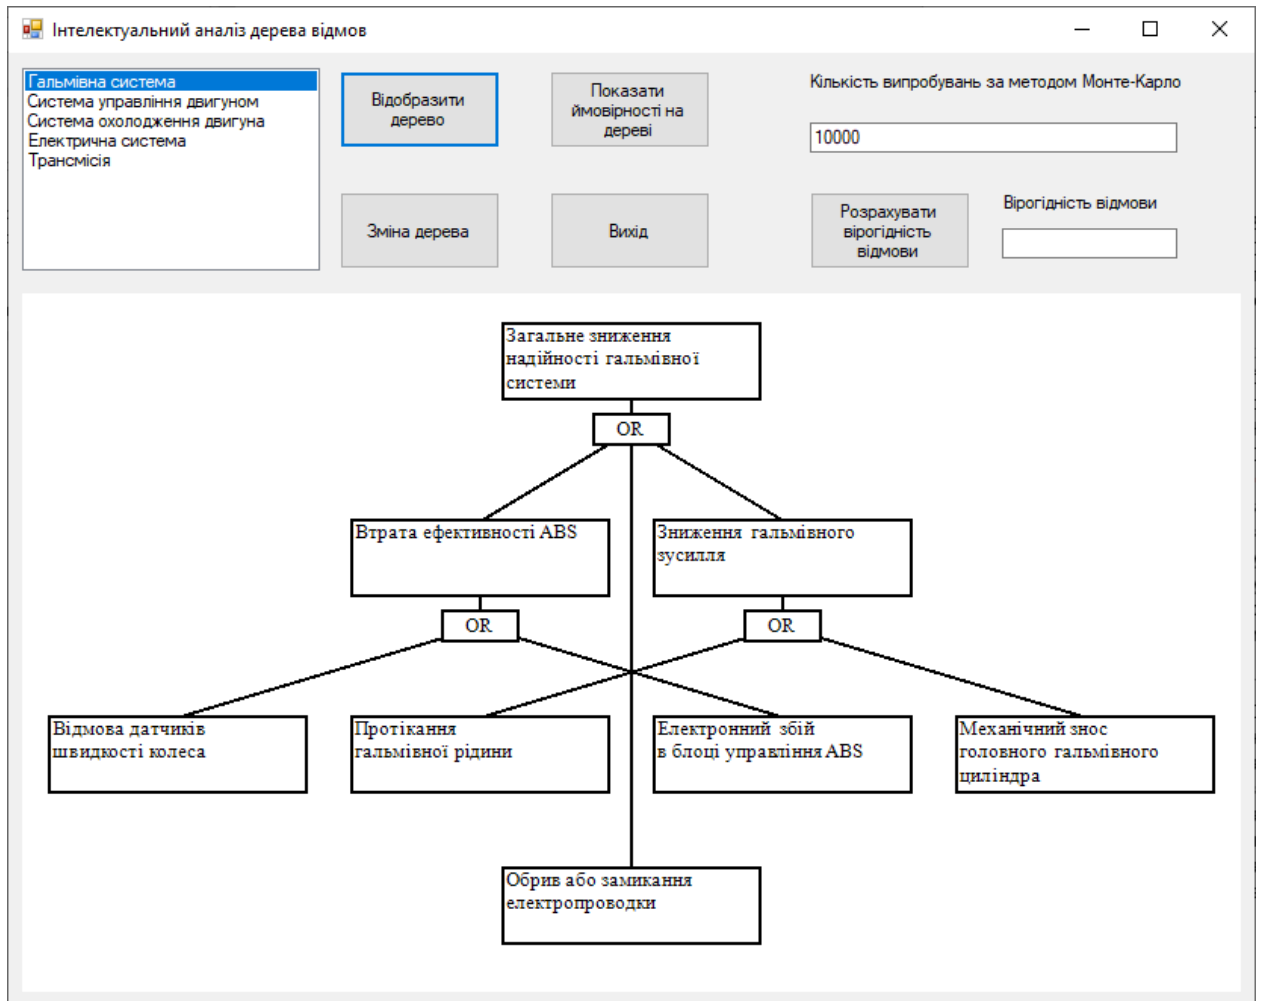 Інтелектуальний аналіз дерева відмов
Гальмівна система
Система управління двигуном
Система охолодження двигуна
Електрична система
Трансмісія
Відобразити
дерево
Показати
ймовірності на
дереві
Кількість випробувань за методом Монте-Карло
10000
Зміна дерева
Вихід
Розрахувати
вірогідність
відмови
Вірогідність відмови
Загальне зниження
надійності гальмівної
системи
OR
Втрата ефективності ABS
Зниження гальмівного
зусилля
OR
OR
Відмова датчиків
швидкості колеса
Протікання
гальмівної рідини
Електронний збій
в блоці управління ABS
Механічний знос
головного гальмівного
циліндра
Обрив або замикання
електропроводки